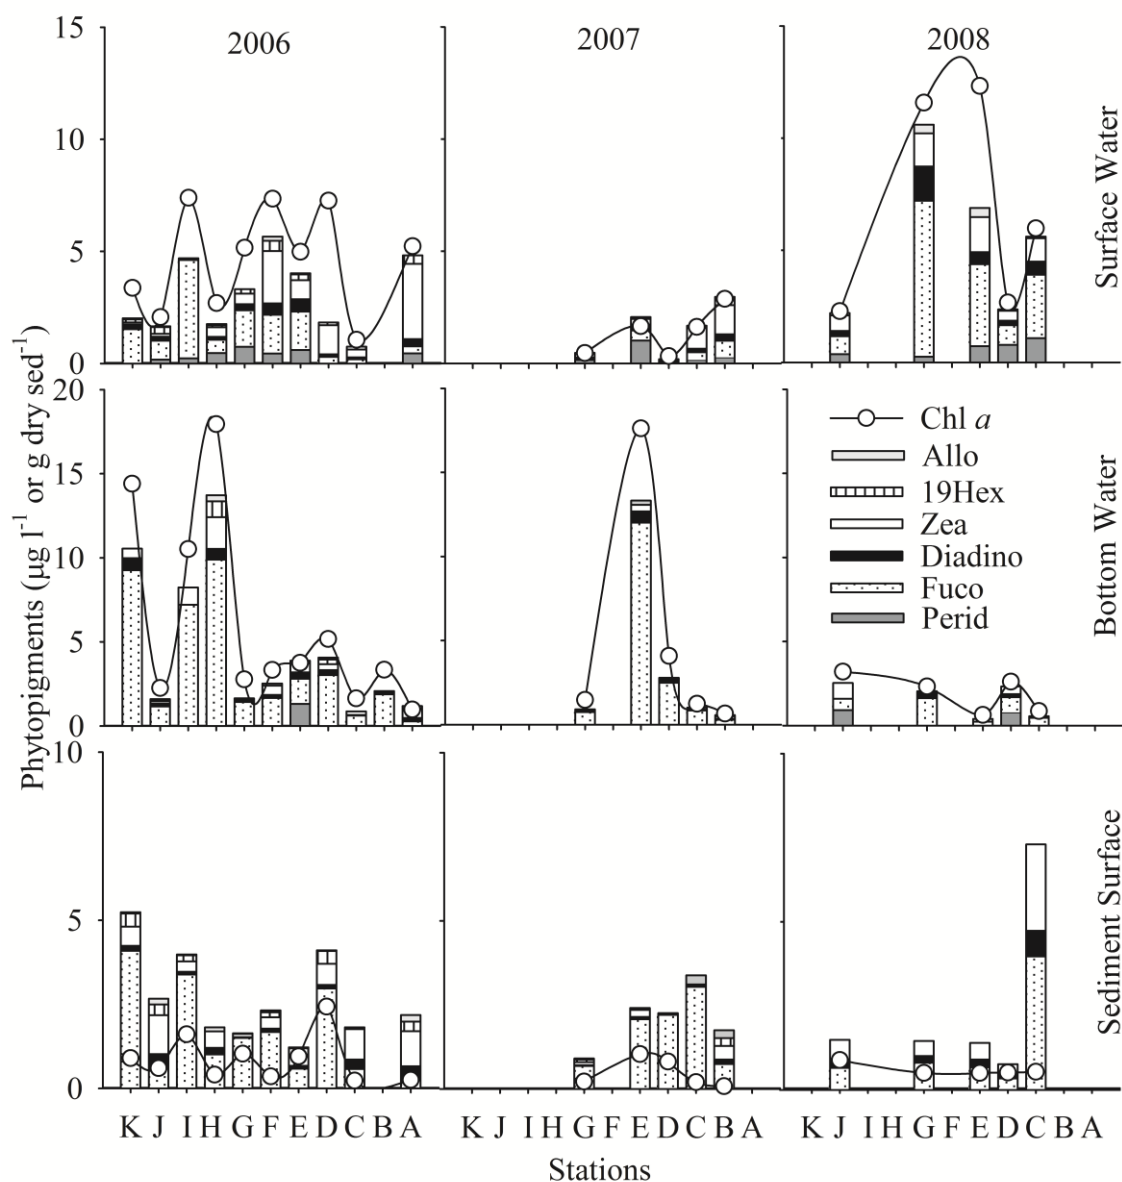 2006
2007
2008
15
10
5
0
Surface Water
20
15
10
5
0
Bottom Water
Chl a
Allo
19Hex
Zea
Diadino
Fuco
Perid
Phytopigments (µg l⁻¹ or g dry sed⁻¹)
10
5
0
Sediment Surface
K J I H G F E D C B A
K J I H G F E D C B A
K J I H G F E D C B A
Stations